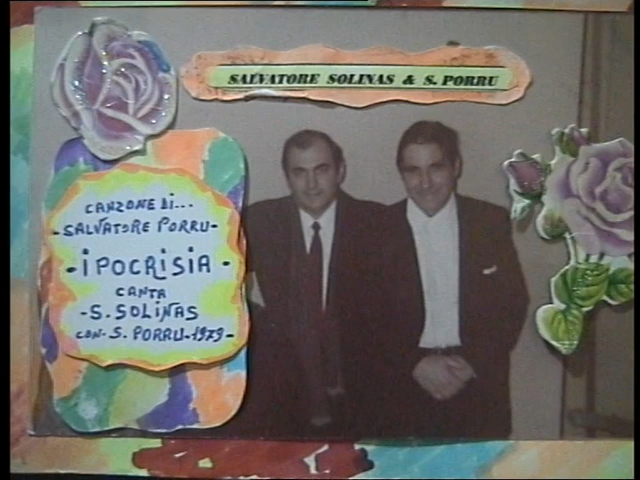 SALVATORE SOLINAS & S. PORRU
CANZONE Di...
-SALVATORE PORRU-
-iPOCRiSiA-
CANTA
-S. SOLiNAS
CON- S. PORRU-1979-